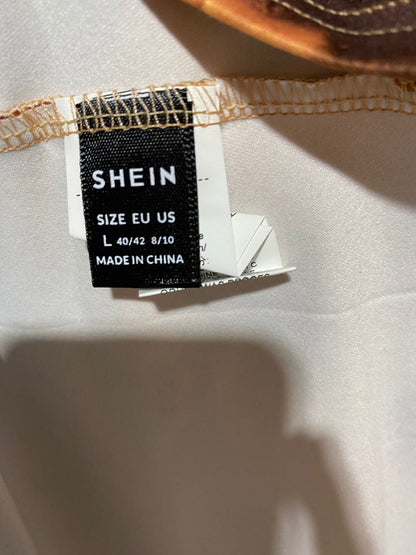 SHEIN
SIZE EU US
L 40/42 8/10
MADE IN CHINA